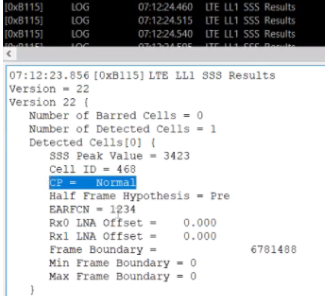 [0xB115] LOG 07:12:24.460 LTE LL1 SSS Results
[0xB115] LOG 07:12:24.515 LTE LL1 SSS Results
[0xB115] LOG 07:12:24.540 LTE LL1 SSS Results
07:12:23.856 [0xB115] LTE LL1 SSS Results
Version = 22
Version 22 {
Number of Barred Cells = 0
Number of Detected Cells = 1
Detected Cells[0] {
SSS Peak Value = 3423
Cell ID = 468
CP = Normal
Half Frame Hypothesis = Pre
EARFCN = 1234
Rx0 LNA Offset = 0.000
Rx1 LNA Offset = 0.000
Frame Boundary = 6781488
Min Frame Boundary = 0
Max Frame Boundary = 0
}